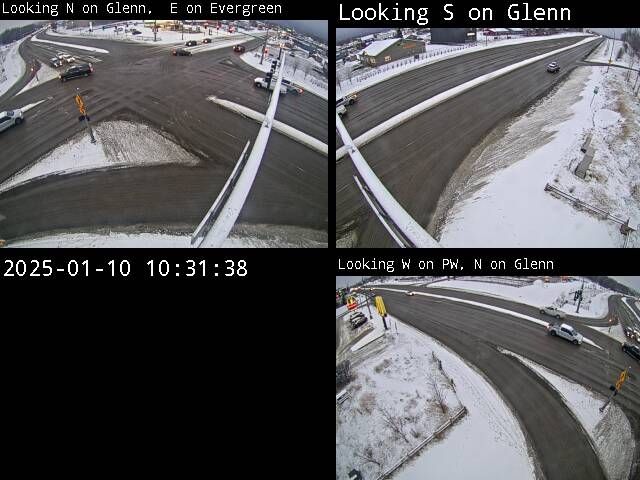 Looking N on Glenn,  E on Evergreen
Looking S on Glenn
2025-01-10 10:31:38
Looking W on PW, N on Glenn